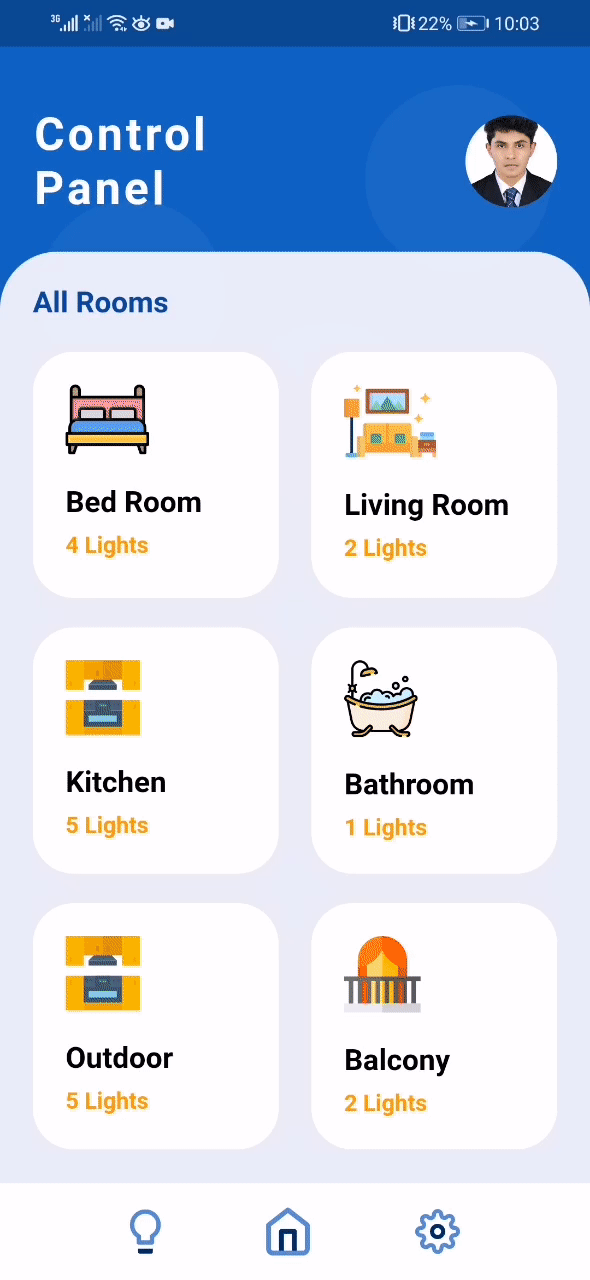 3G 22% 10:03
Control
Panel
All Rooms
Bed Room
4 Lights
Living Room
2 Lights
Kitchen
5 Lights
Bathroom
1 Lights
Outdoor
5 Lights
Balcony
2 Lights